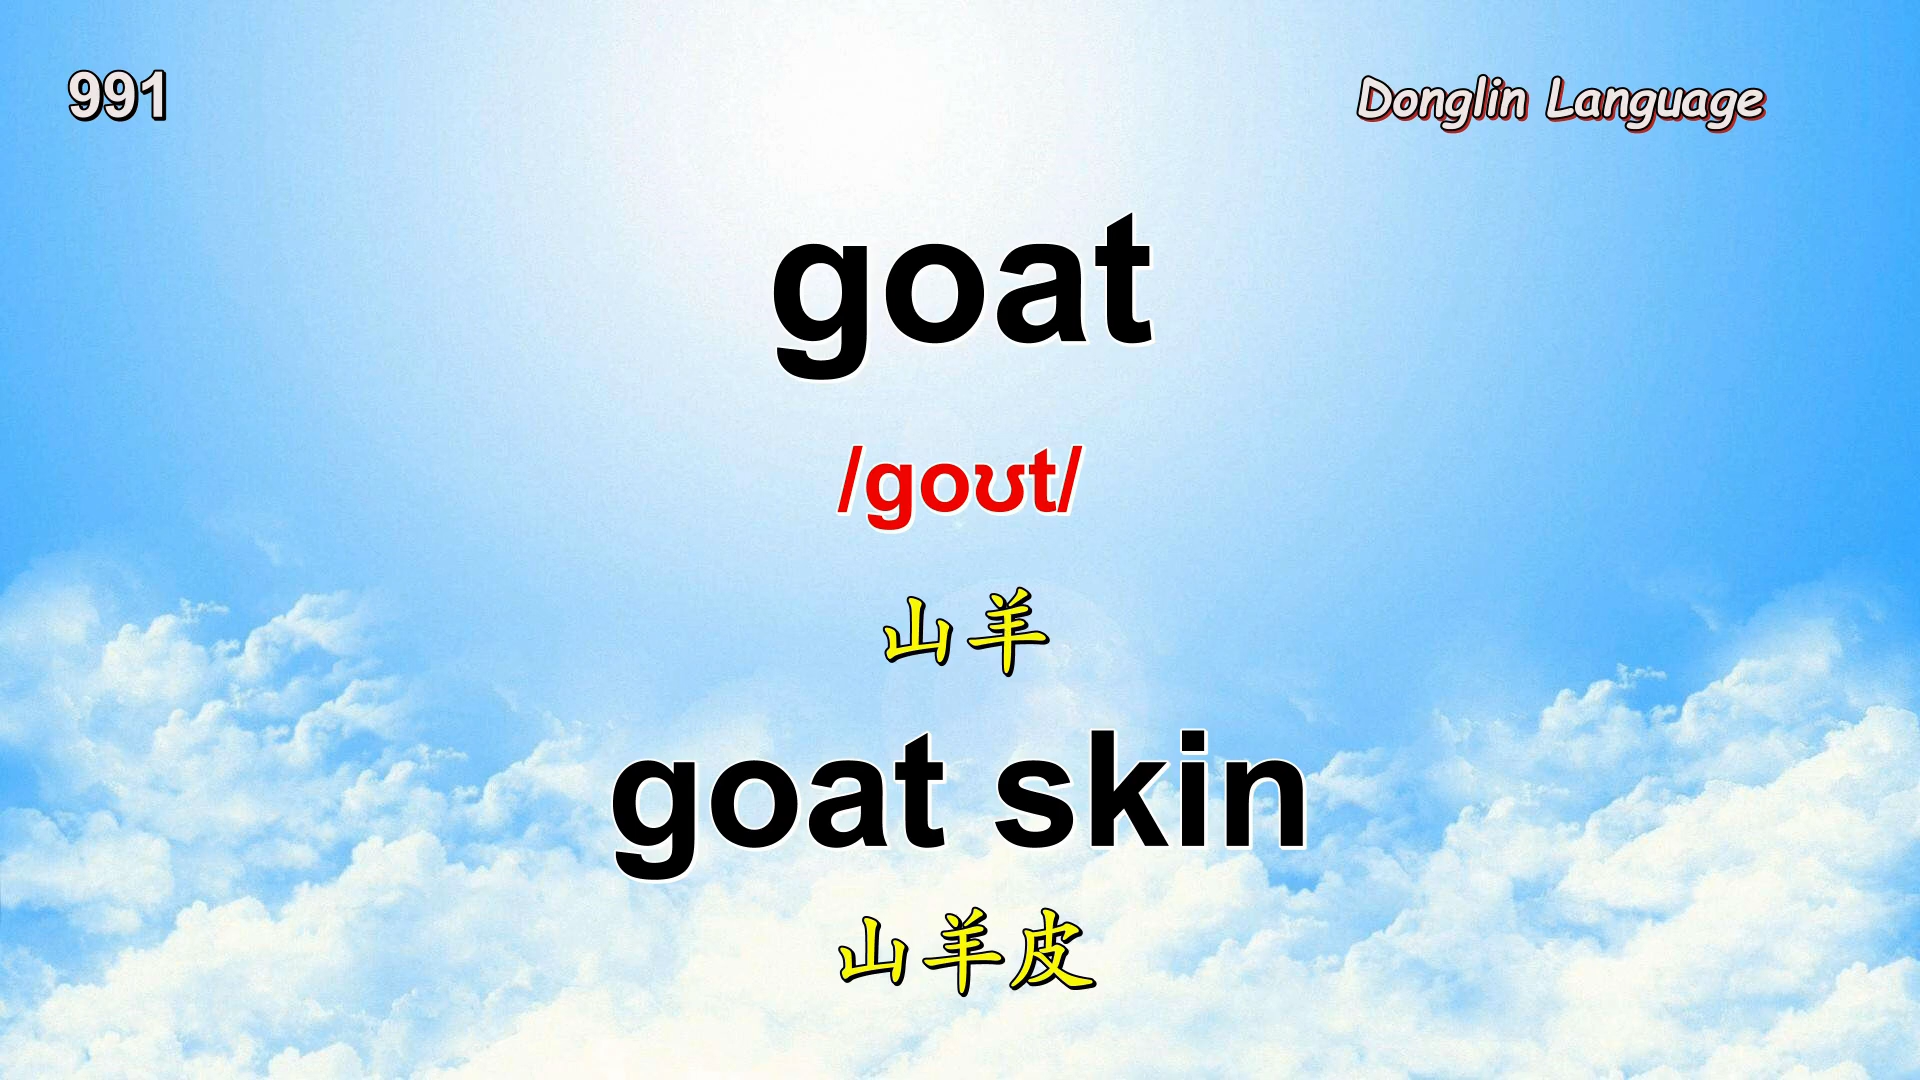 991
Donglin Language
goat
/goʊt/
山羊
goat skin
山羊皮